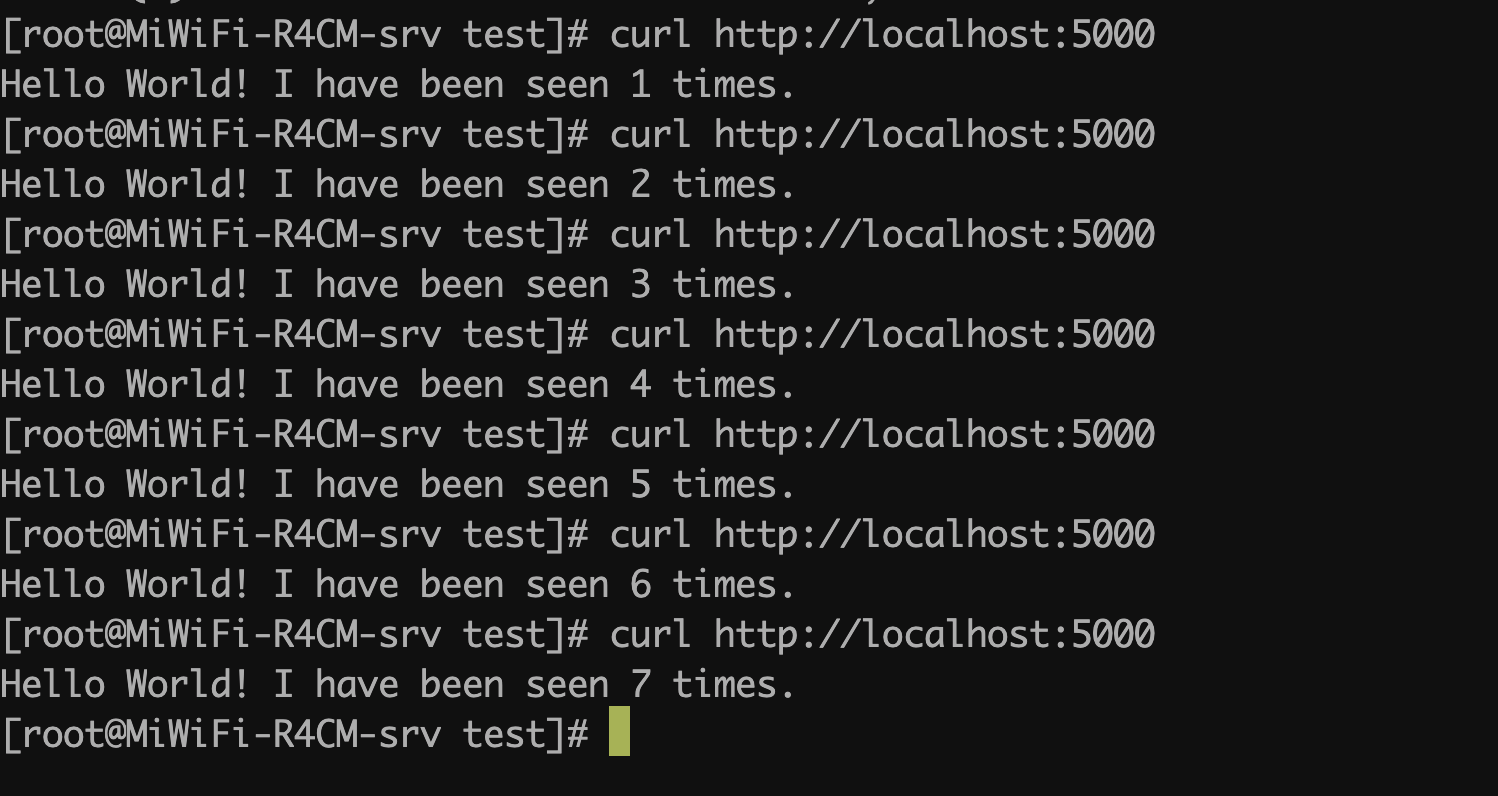 [root@MiWiFi-R4CM-srv test]# curl http://localhost:5000
Hello World! I have been seen 1 times.
[root@MiWiFi-R4CM-srv test]# curl http://localhost:5000
Hello World! I have been seen 2 times.
[root@MiWiFi-R4CM-srv test]# curl http://localhost:5000
Hello World! I have been seen 3 times.
[root@MiWiFi-R4CM-srv test]# curl http://localhost:5000
Hello World! I have been seen 4 times.
[root@MiWiFi-R4CM-srv test]# curl http://localhost:5000
Hello World! I have been seen 5 times.
[root@MiWiFi-R4CM-srv test]# curl http://localhost:5000
Hello World! I have been seen 6 times.
[root@MiWiFi-R4CM-srv test]# curl http://localhost:5000
Hello World! I have been seen 7 times.
[root@MiWiFi-R4CM-srv test]#